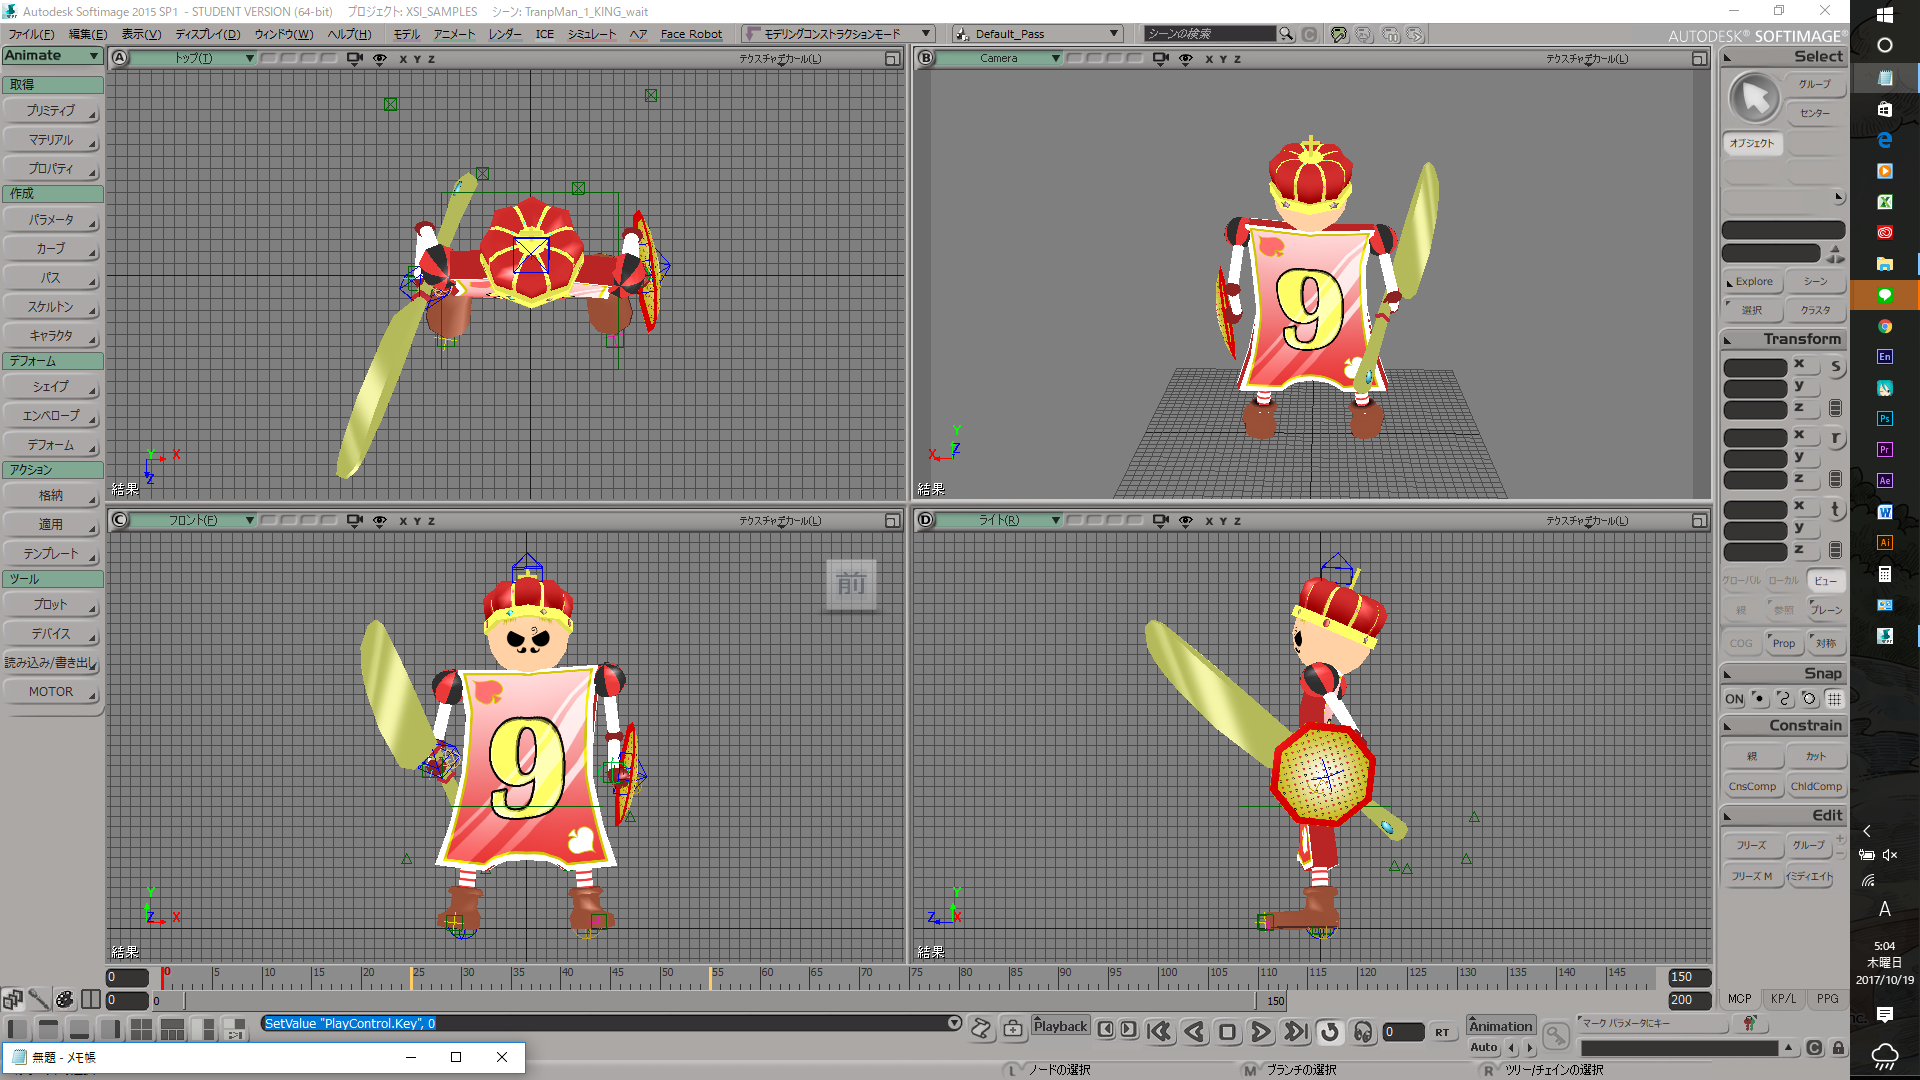 Autodesk Softimage 2015 SP1 - STUDENT VERSION (64-bit) プロジェクト: XSI_SAMPLES シーン: TranpMan_1_KING_wait
ファイル(F) 編集(E) 表示(V) ディスプレイ(D) ウィンドウ(W) ヘルプ(H) モデル アニメート レンダー ICE シミュレート ヘア Face Robot モデリングコンストラクションモード Default_Pass シーンの検索 AUTODESK® SOFTIMAGE®
Animate
取得
プリミティブ
マテリアル
プロパティ
作成
パラメータ
カーブ
パス
スケルトン
キャラクタ
デフォーム
シェイプ
エンベロープ
デフォーム
アクション
格納
適用
テンプレート
ツール
プロット
デバイス
読み込み/書き出し
MOTOR
A トップ(T) X Y Z テクスチャデカール(L)
Y X Z
結果
B Camera X Y Z テクスチャデカール(L)
9
Y Z X
結果
C フロント(F) X Y Z テクスチャデカール(L)
前
9
Y Z X
結果
D ライト(R) X Y Z テクスチャデカール(L)
Y Z X
結果
Select
グループ
センター
オブジェクト
Explore シーン
選択 クラスタ
Transform
x s
y
z
x r
y
z
x t
y
z
グローバル ローカル ビュー
親 参照 プレーン
COG Prop 対称
Snap
ON
Constrain
親 カット
CnsComp ChldComp
Edit
フリーズ グループ
フリーズ M イミディエイト
MCP KP/L PPG
0 0 5 10 15 20 25 30 35 40 45 50 55 60 65 70 75 80 85 90 95 100 105 110 115 120 125 130 135 140 145 150
0 0 150 200
SetValue "PlayControl.Key", 0
Playback 0 RT Animation マーク パラメータにキー
Auto
無題 - メモ帳
L ノードの選択 M ブランチの選択 R ツリー/チェインの選択
En
Ps
Pr
Ae
Ai
A
5:04
木曜日
2017/10/19